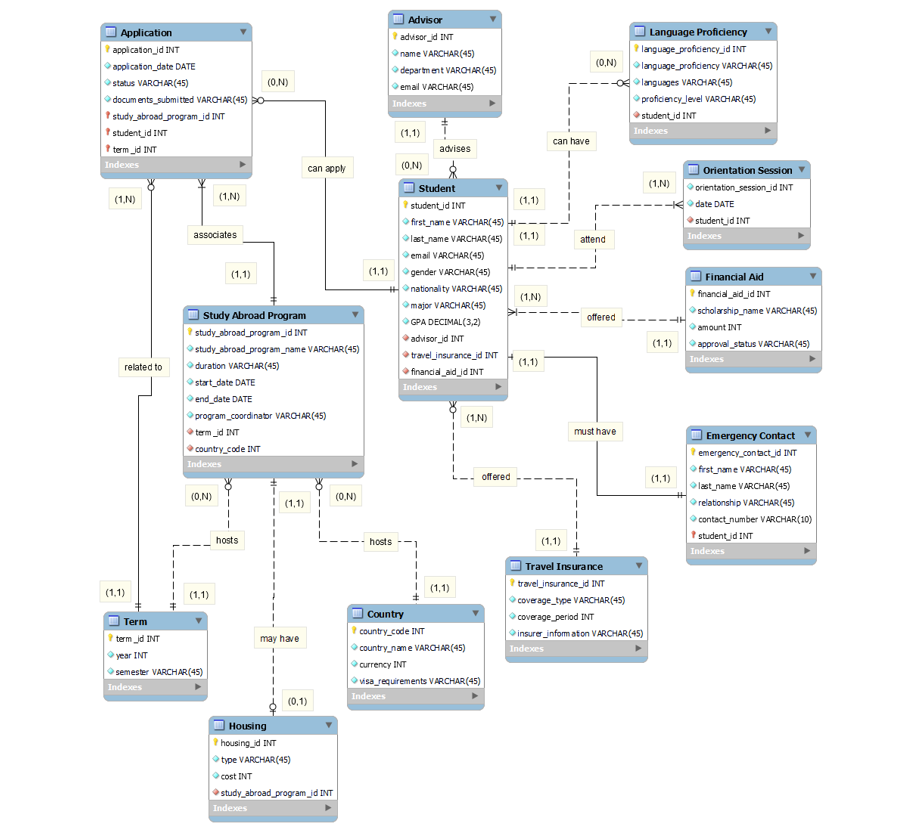 Application
application_id INT
application_date DATE
status VARCHAR(45)
documents_submitted VARCHAR(45)
study_abroad_program_id INT
student_id INT
term_id INT
Indexes
Advisor
advisor_id INT
name VARCHAR(45)
department VARCHAR(45)
email VARCHAR(45)
Indexes
Language Proficiency
language_proficiency_id INT
language_proficiency VARCHAR(45)
languages VARCHAR(45)
proficiency_level VARCHAR(45)
student_id INT
Indexes
(0,N)
(0,N)
(1,1)
advises
can have
can apply
(0,N)
Orientation Session
orientation_session_id INT
date DATE
student_id INT
Indexes
(1,N)
(1,N)
(1,N)
(1,1)
(1,1)
attend
associates
Student
student_id INT
first_name VARCHAR(45)
last_name VARCHAR(45)
email VARCHAR(45)
gender VARCHAR(45)
nationality VARCHAR(45)
major VARCHAR(45)
GPA DECIMAL(3,2)
advisor_id INT
travel_insurance_id INT
financial_aid_id INT
Indexes
(1,1)
(1,1)
Financial Aid
financial_aid_id INT
scholarship_name VARCHAR(45)
amount INT
approval_status VARCHAR(45)
Indexes
(1,N)
offered
(1,1)
(1,1)
Study Abroad Program
study_abroad_program_id INT
study_abroad_program_name VARCHAR(45)
duration VARCHAR(45)
start_date DATE
end_date DATE
program_coordinator VARCHAR(45)
term_id INT
country_code INT
Indexes
related to
(1,N)
must have
Emergency Contact
emergency_contact_id INT
first_name VARCHAR(45)
last_name VARCHAR(45)
relationship VARCHAR(45)
contact_number VARCHAR(10)
student_id INT
Indexes
offered
(1,1)
(0,N)
(1,1)
(0,N)
hosts
hosts
(1,1)
Travel Insurance
travel_insurance_id INT
coverage_type VARCHAR(45)
coverage_period INT
insurer_information VARCHAR(45)
Indexes
(1,1)
(1,1)
(1,1)
Term
term_id INT
year INT
semester VARCHAR(45)
Indexes
may have
Country
country_code INT
country_name VARCHAR(45)
currency INT
visa_requirements VARCHAR(45)
Indexes
(0,1)
Housing
housing_id INT
type VARCHAR(45)
cost INT
study_abroad_program_id INT
Indexes